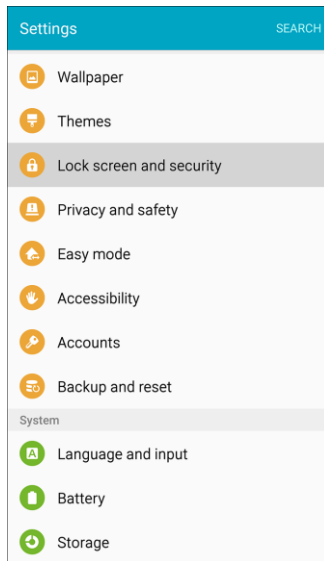 Settings
SEARCH
Wallpaper
Themes
Lock screen and security
Privacy and safety
Easy mode
Accessibility
Accounts
Backup and reset
System
A
Language and input
Battery
Storage